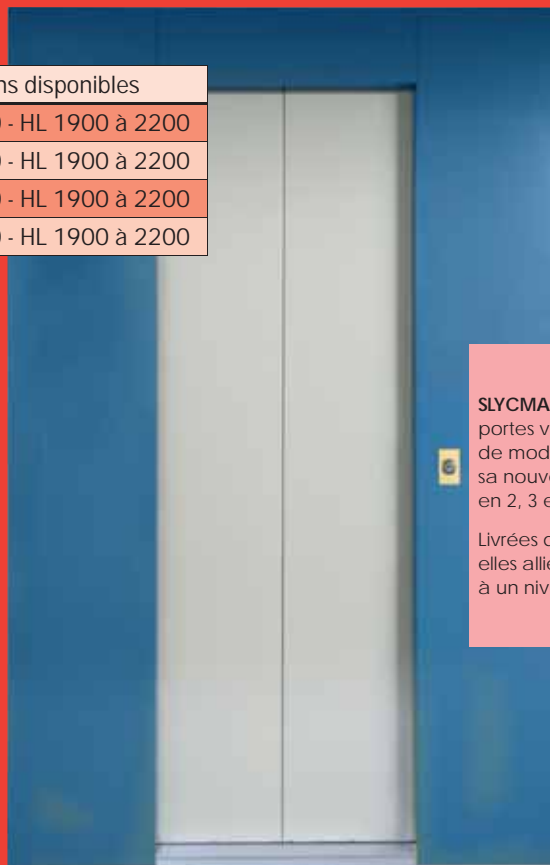 ns disponibles
- HL 1900 à 2200
- HL 1900 à 2200
- HL 1900 à 2200
- HL 1900 à 2200
SLYCMA
portes v
de mod
sa nouve
en 2, 3 e
Livrées d
elles allie
à un niv